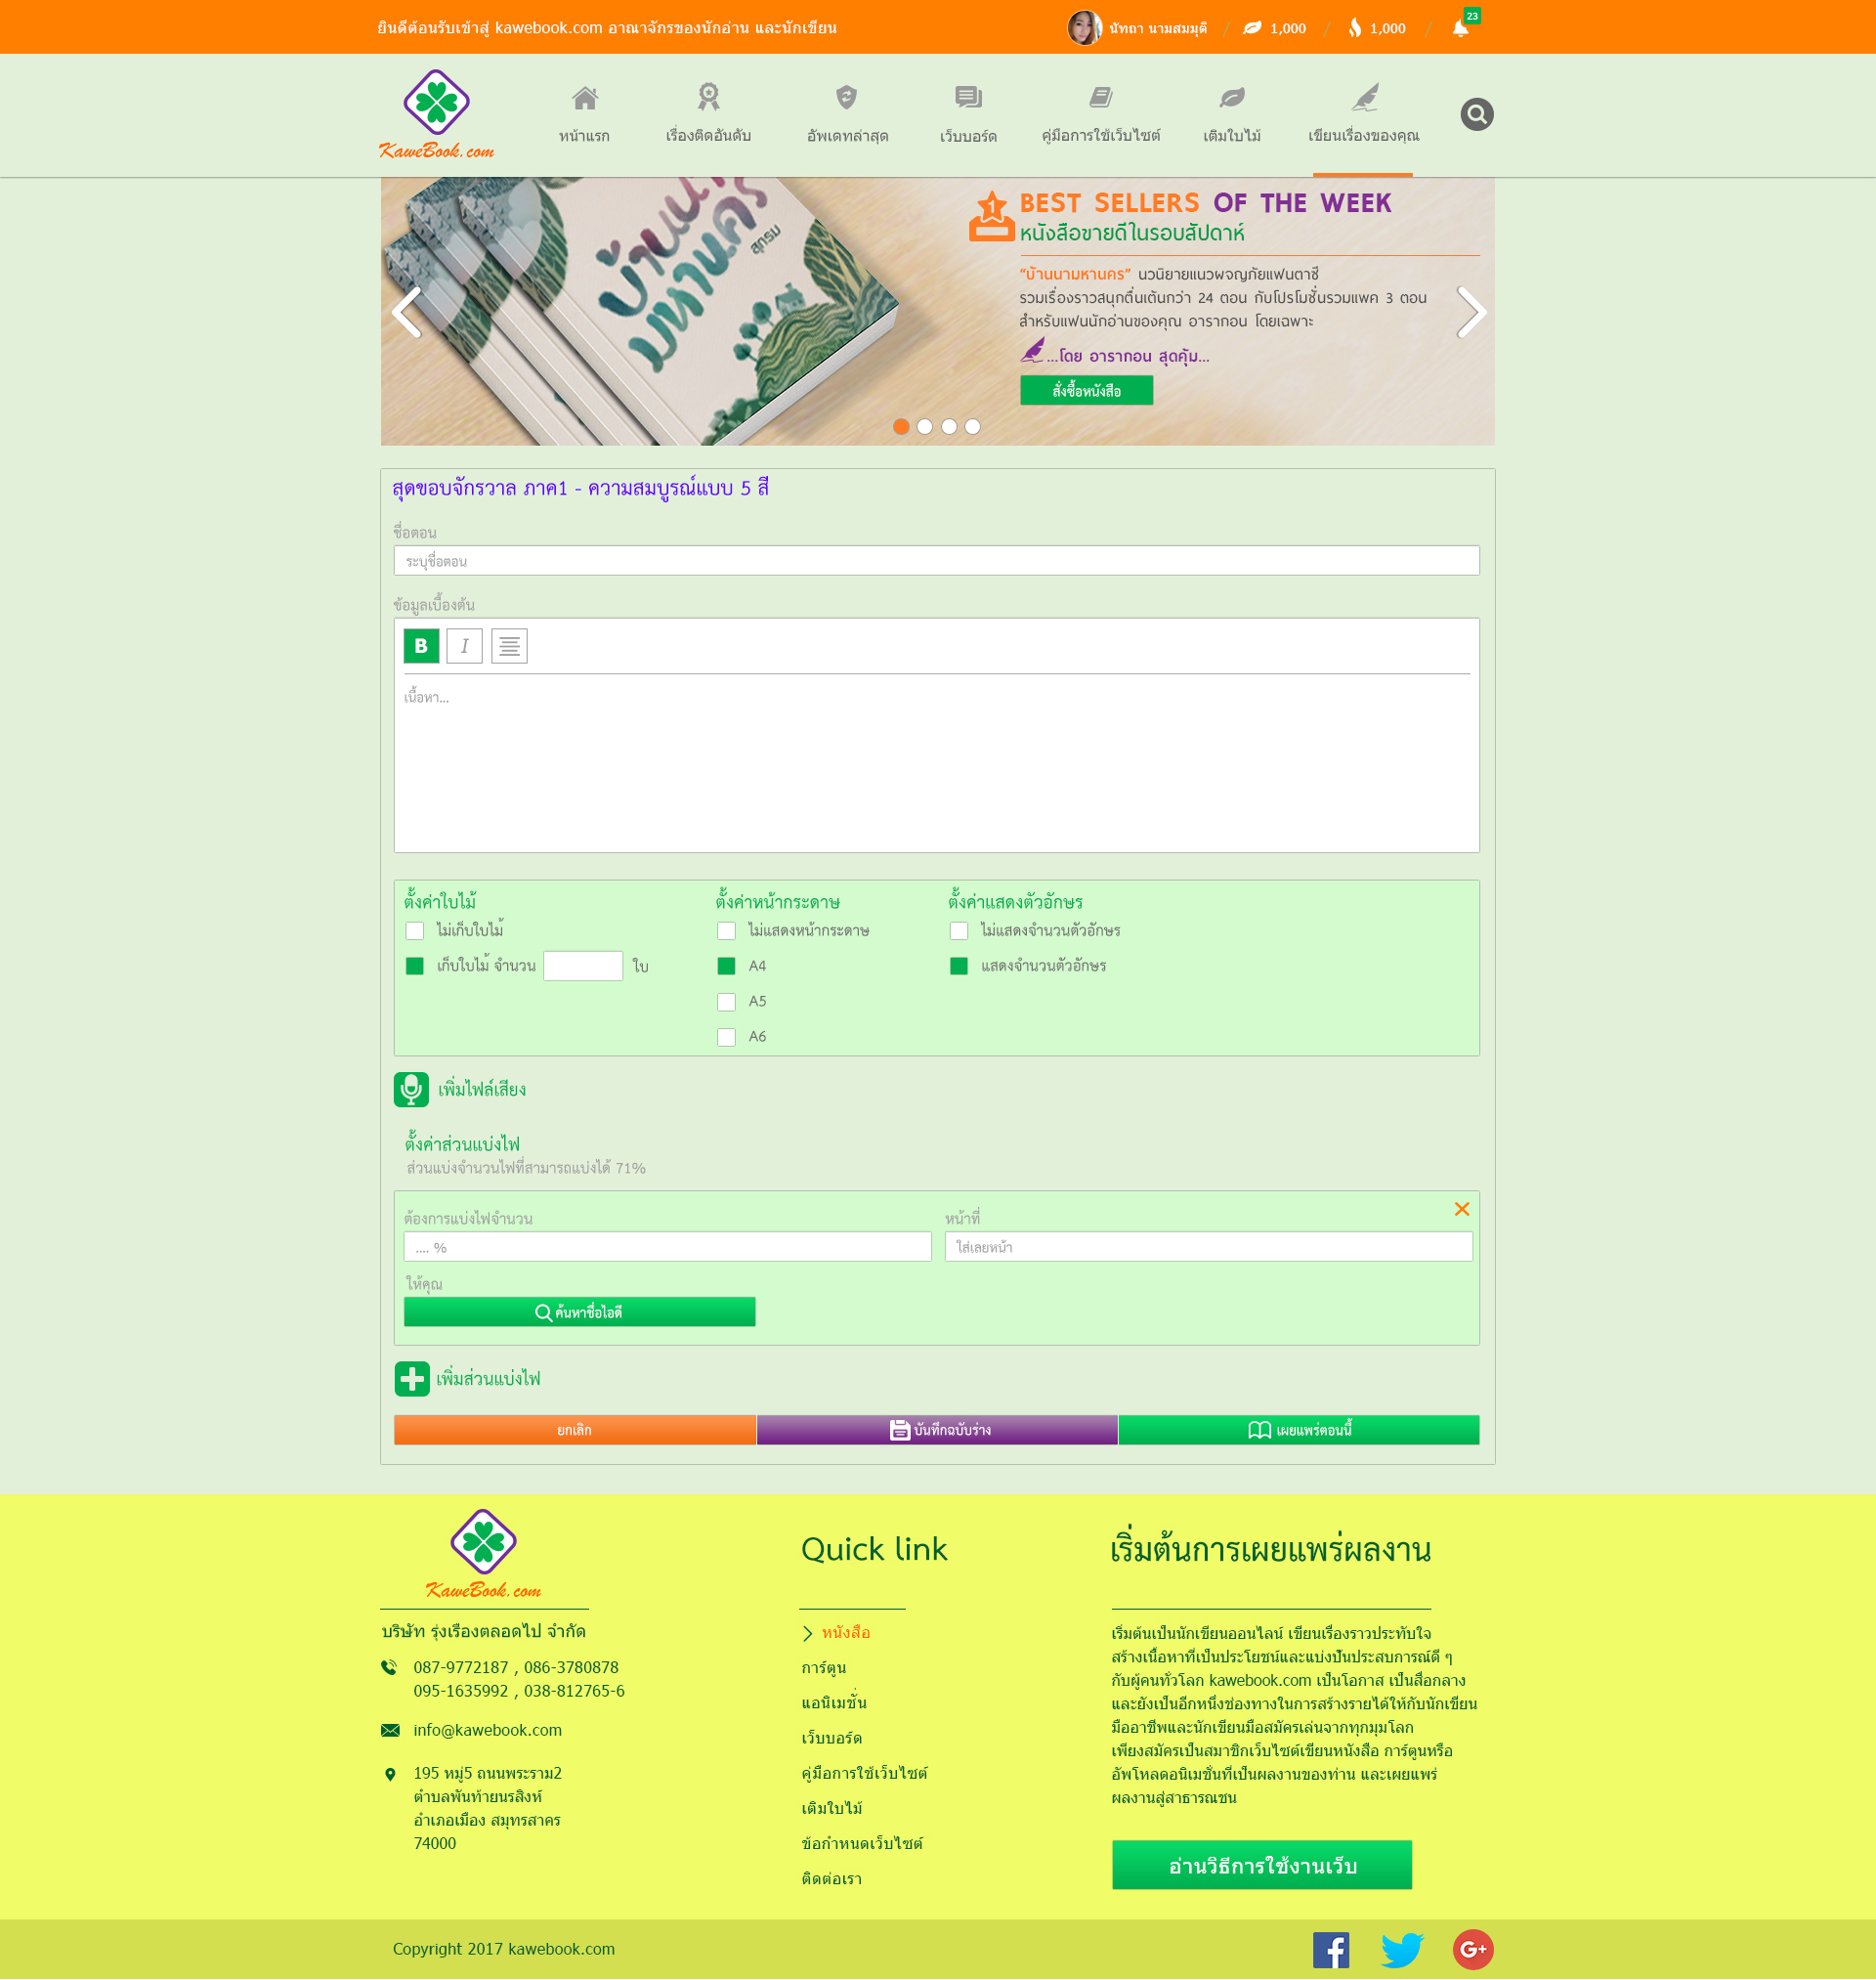 ยินดีต้อนรับเข้าสู่ kawebook.com อาณาจักรของนักอ่าน และนักเขียน
นัทถา นามสมมุติ / 1,000 / 1,000 / 23
KaweBook.com
หน้าแรก
เรื่องติดอันดับ
อัพเดทล่าสุด
เว็บบอร์ด
คู่มือการใช้เว็บไซต์
เติมใบไม้
เขียนเรื่องของคุณ
บ้านนา
มหานคร
สุกรม
1
BEST SELLERS OF THE WEEK
หนังสือขายดีในรอบสัปดาห์
“บ้านนามหานคร” นวนิยายแนวผจญภัยแฟนตาซี
รวมเรื่องราวสนุกตื่นเต้นกว่า 24 ตอน กับโปรโมชั่นรวมแพค 3 ตอน
สำหรับแฟนนักอ่านของคุณ อารากอน โดยเฉพาะ
...โดย อารากอน สุดคุ้ม...
สั่งซื้อหนังสือ
สุดขอบจักรวาล ภาค1 - ความสมบูรณ์แบบ 5 สี
ชื่อตอน
ระบุชื่อตอน
ข้อมูลเบื้องต้น
B I
เนื้อหา...
ตั้งค่าใบไม้
ไม่เก็บใบไม้
เก็บใบไม้ จำนวน ใบ
ตั้งค่าหน้ากระดาษ
ไม่แสดงหน้ากระดาษ
A4
A5
A6
ตั้งค่าแสดงตัวอักษร
ไม่แสดงจำนวนตัวอักษร
แสดงจำนวนตัวอักษร
เพิ่มไฟล์เสียง
ตั้งค่าส่วนแบ่งไฟ
ส่วนแบ่งจำนวนไฟที่สามารถแบ่งได้ 71%
ต้องการแบ่งไฟจำนวน
.... %
หน้าที่
ใส่เลยหน้า
ให้คุณ
ค้นหาชื่อไอดี
เพิ่มส่วนแบ่งไฟ
ยกเลิก
บันทึกฉบับร่าง
เผยแพร่ตอนนี้
KaweBook.com
บริษัท รุ่งเรืองตลอดไป จำกัด
087-9772187 , 086-3780878
095-1635992 , 038-812765-6
info@kawebook.com
195 หมู่5 ถนนพระราม2
ตำบลพันท้ายนรสิงห์
อำเภอเมือง สมุทรสาคร
74000
Quick link
หนังสือ
การ์ตูน
แอนิเมชั่น
เว็บบอร์ด
คู่มือการใช้เว็บไซต์
เติมใบไม้
ข้อกำหนดเว็บไซต์
ติดต่อเรา
เริ่มต้นการเผยแพร่ผลงาน
เริ่มต้นเป็นนักเขียนออนไลน์ เขียนเรื่องราวประทับใจ
สร้างเนื้อหาที่เป็นประโยชน์และแบ่งปันประสบการณ์ดี ๆ
กับผู้คนทั่วโลก kawebook.com เป็นโอกาส เป็นสื่อกลาง
และยังเป็นอีกหนึ่งช่องทางในการสร้างรายได้ให้กับนักเขียน
มืออาชีพและนักเขียนมือสมัครเล่นจากทุกมุมโลก
เพียงสมัครเป็นสมาชิกเว็บไซต์เขียนหนังสือ การ์ตูนหรือ
อัพโหลดอนิเมชั่นที่เป็นผลงานของท่าน และเผยแพร่
ผลงานสู่สาธารณชน
อ่านวิธีการใช้งานเว็บ
Copyright 2017 kawebook.com
f
G+